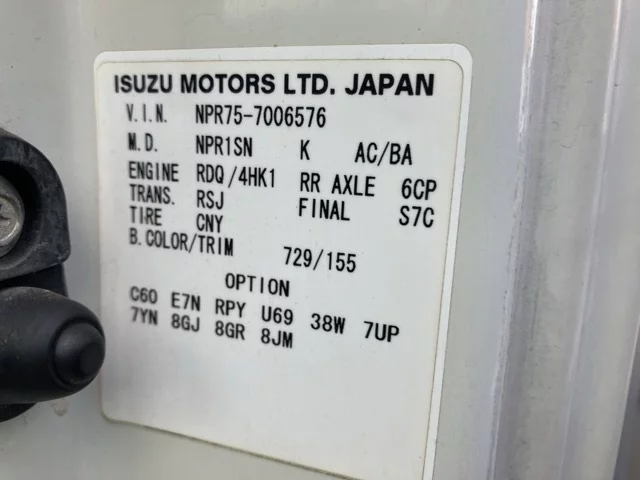 ISUZU MOTORS LTD. JAPAN
V.I.N. NPR75-7006576
M.D. NPR1SN K AC/BA
ENGINE RDQ/4HK1 RR AXLE 6CP
TRANS. RSJ FINAL S7C
TIRE CNY
B.COLOR/TRIM 729/155
OPTION
C60 E7N RPY U69 38W 7UP
7YN 8GJ 8GR 8JM